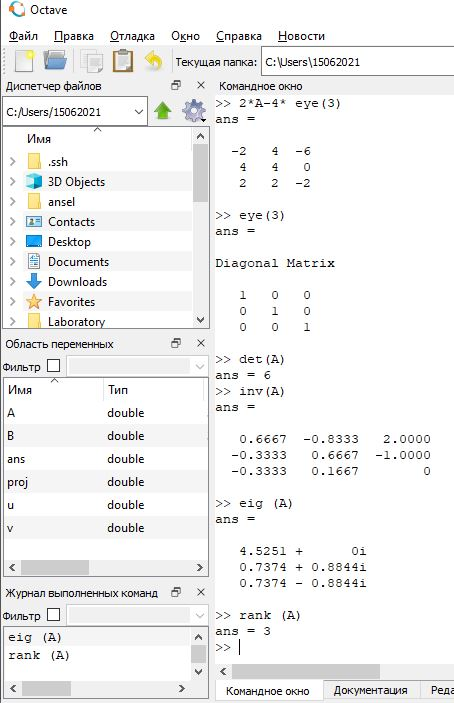 Octave
Файл Правка Отладка Окно Справка Новости
Текущая папка: C:\Users\15062021
Диспетчер файлов
C:/Users/15062021
Имя
.ssh
3D Objects
ansel
Contacts
Desktop
Documents
Downloads
Favorites
Laboratory
Область переменных
Фильтр
Имя Тип
A double
B double
ans double
proj double
u double
v double
Журнал выполненных команд
Фильтр
eig (A)
rank (A)
Командное окно
>> 2*A-4* eye(3)
ans =
-2 4 -6
4 4 0
2 2 -2
>> eye(3)
ans =
Diagonal Matrix
1 0 0
0 1 0
0 0 1
>> det(A)
ans = 6
>> inv(A)
ans =
0.6667 -0.8333 2.0000
-0.3333 0.6667 -1.0000
-0.3333 0.1667 0
>> eig (A)
ans =
4.5251 + 0i
0.7374 + 0.8844i
0.7374 - 0.8844i
>> rank (A)
ans = 3
>>
Командное окно Документация Реда